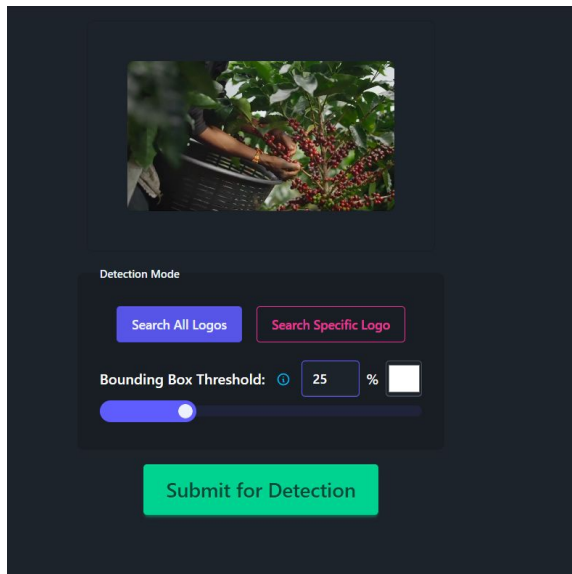 Detection Mode
Search All Logos
Search Specific Logo
Bounding Box Threshold: 25 %
Submit for Detection